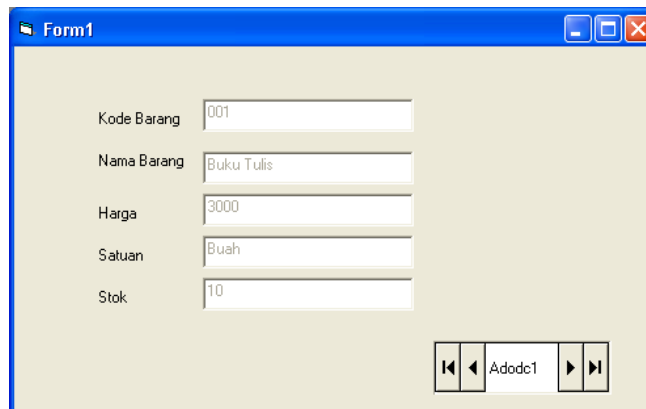 Form1
Kode Barang 001
Nama Barang Buku Tulis
Harga 3000
Satuan Buah
Stok 10
Adodc1